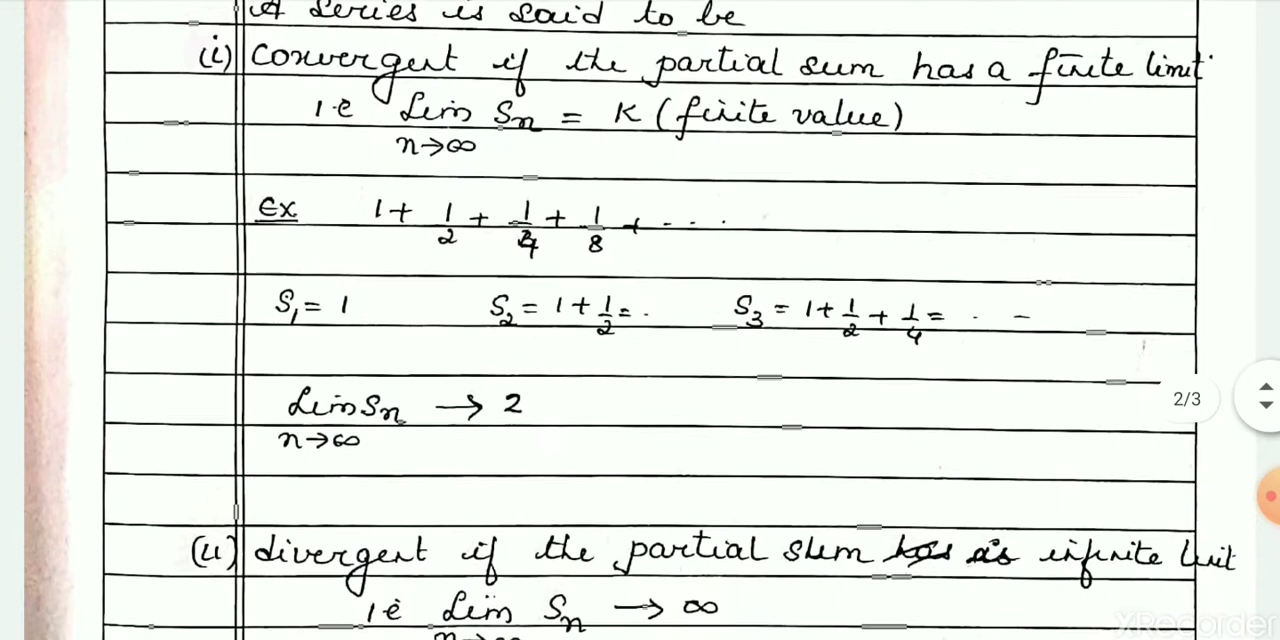 A series is said to be
(i) convergent if the partial sum has a finite limit
i.e Lim Sn = K (finite value)
n→∞
Ex 1 + 1/2 + 1/4 + 1/8 + - - - .
S1 = 1 S2 = 1 + 1/2 = . S3 = 1 + 1/2 + 1/4 = . -
2/3
Lim Sn → 2
n→∞
(ii) divergent if the partial sum is infinite
i.e Lim Sn → ∞
n→∞
XRecorder